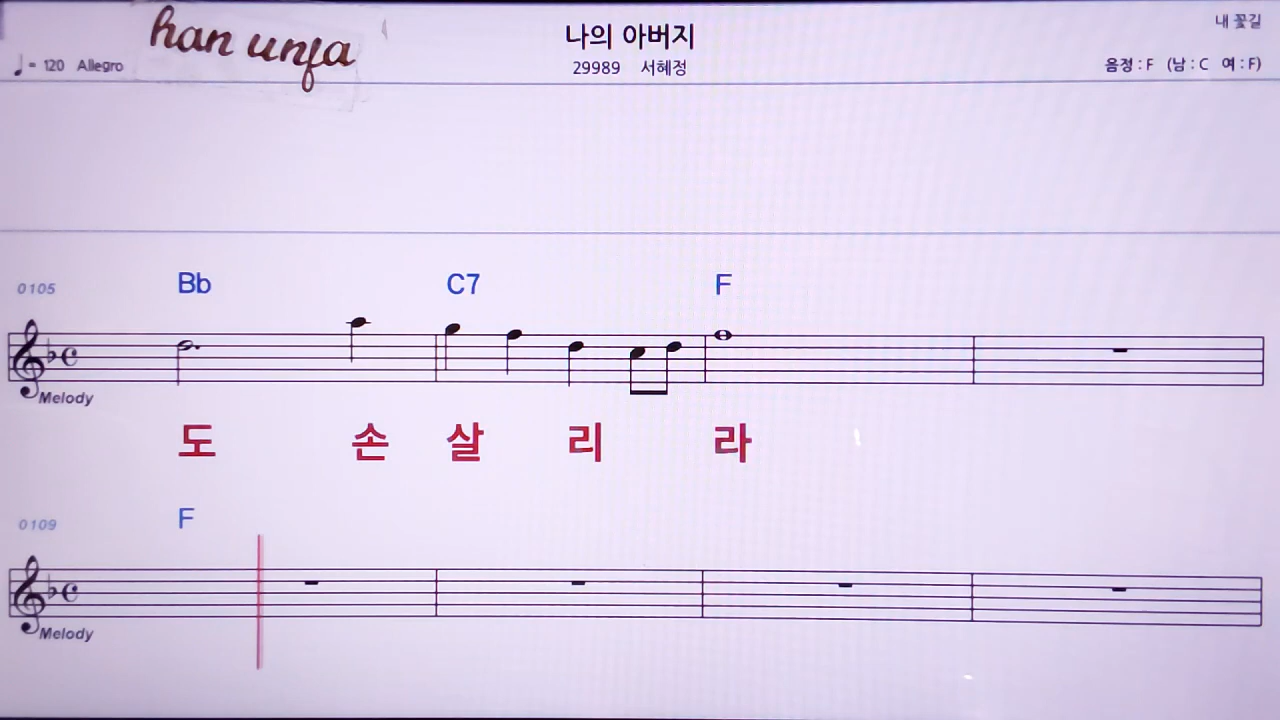 han unja
나의 아버지
내 꽃길
♩= 120 Allegro
29989 서혜정
음정 : F (남 : C 여 : F)
0105 Bb C7 F
Melody
도 손 살 리 라
0109 F
Melody